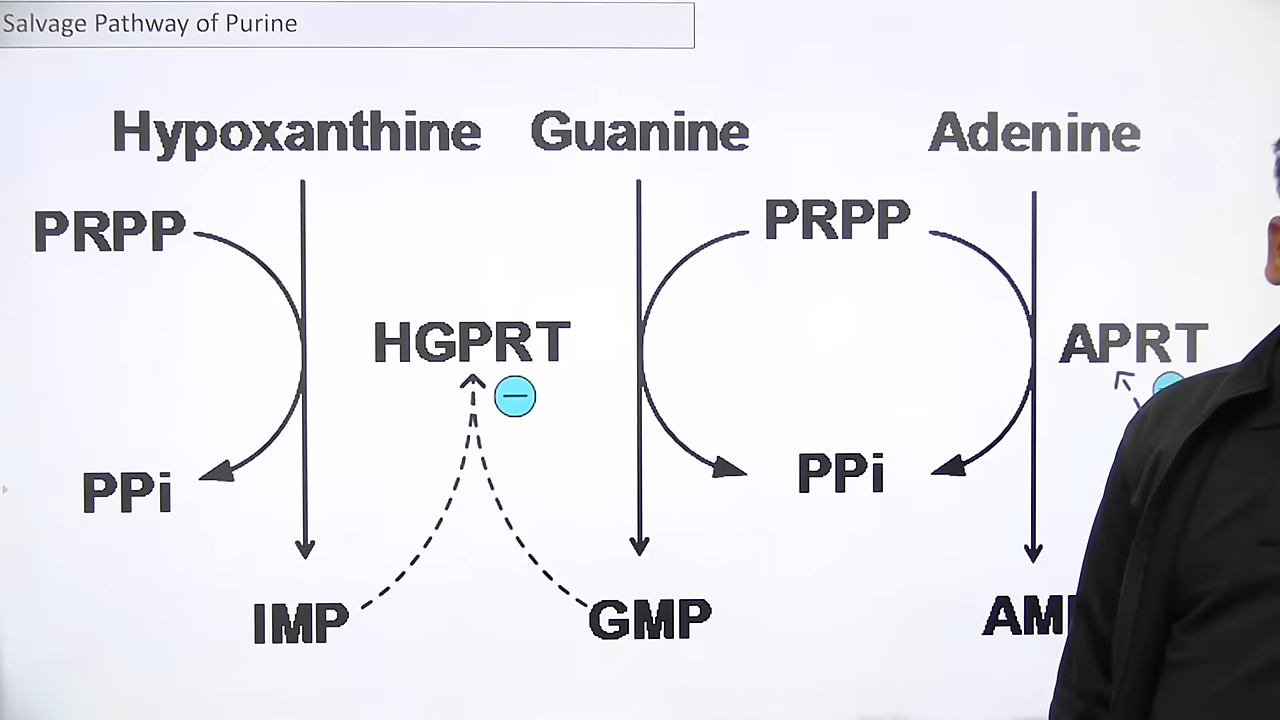 Salvage Pathway of Purine
Hypoxanthine Guanine Adenine
PRPP PRPP
HGPRT APRT
PPi PPi
IMP GMP